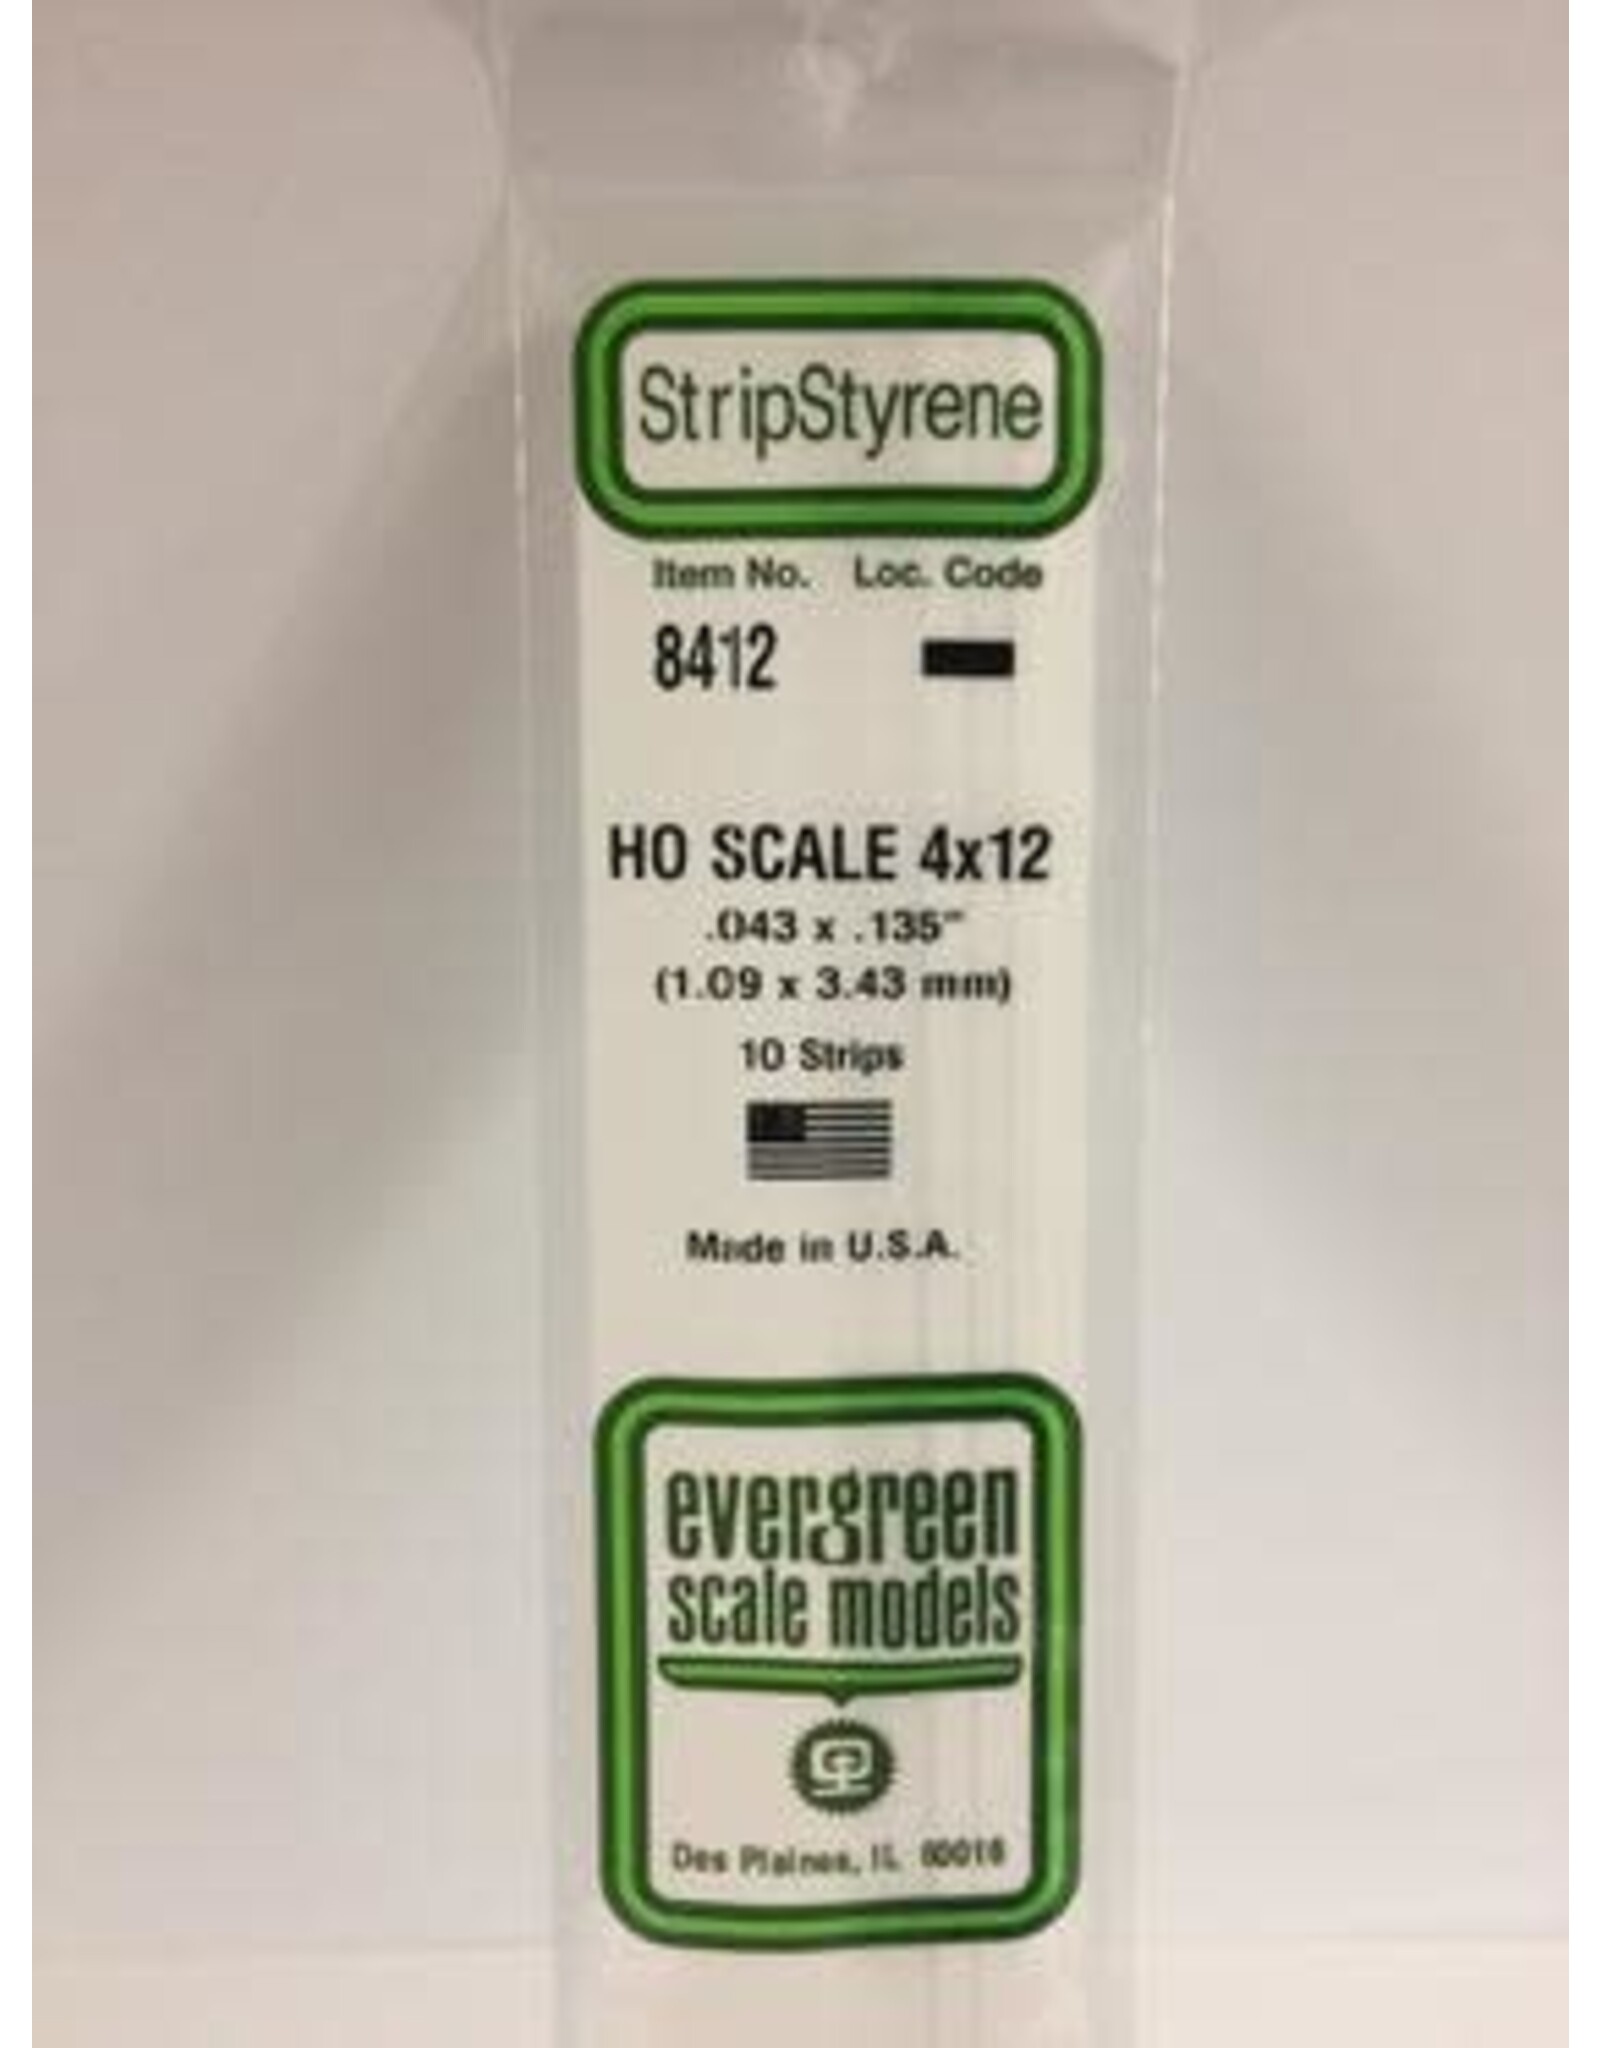 StripStyrene
Item No. Loc. Code
8412
HO SCALE 4x12
.043 x .135"
(1.09 x 3.43 mm)
10 Strips
Made in U.S.A.
evergreen
scale models
Des Plaines, IL 60016